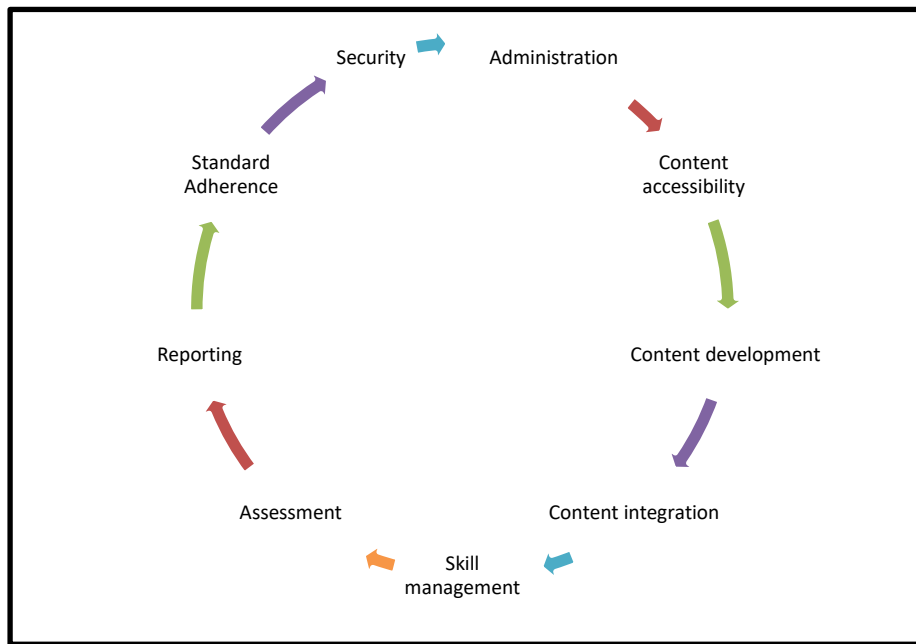 Security
Administration
Content
accessibility
Content development
Content integration
Skill
management
Assessment
Reporting
Standard
Adherence